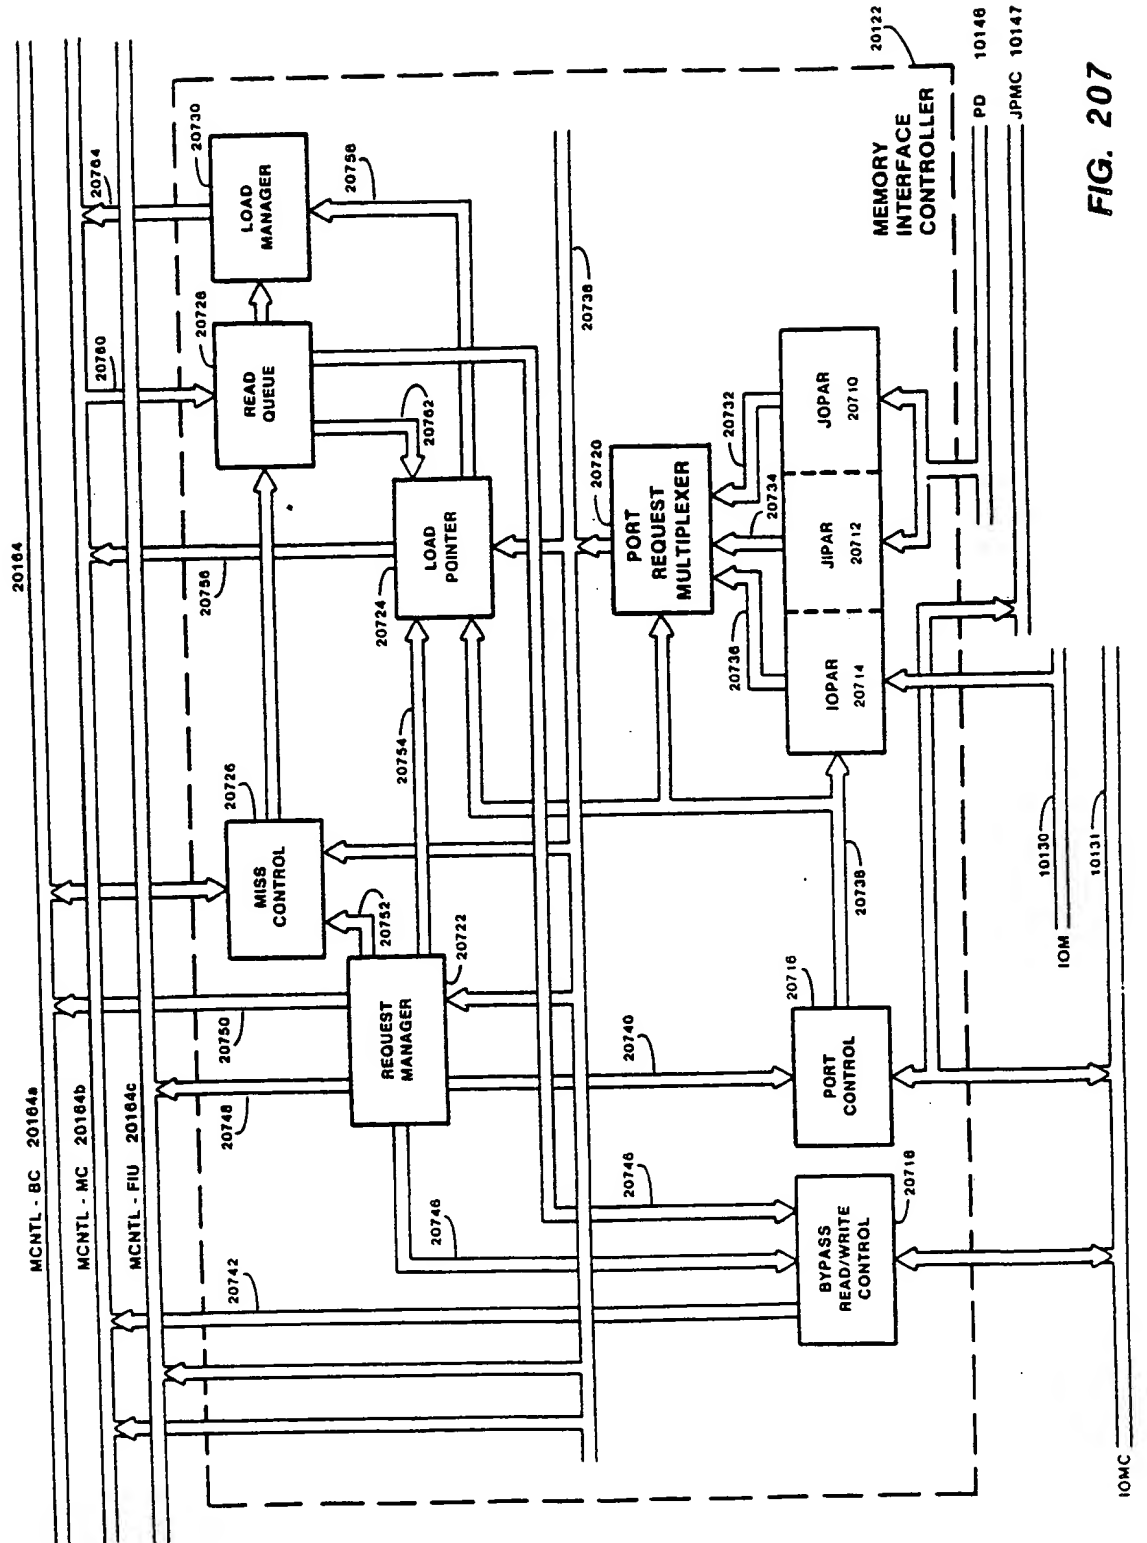 20164
MCNTL - BC 20164a
MCNTL - MC 20164b
MCNTL - FIU 20164c
20742
20748
20750
20756
20760
20764
MISS
CONTROL
20726
READ
QUEUE
20728
LOAD
MANAGER
20730
20752
REQUEST
MANAGER
20722
20746
20754
LOAD
POINTER
20724
20762
20758
20740
20746
20738
PORT
REQUEST
MULTIPLEXER
20720
20736
20734
20732
IOPAR
20714
JIPAR
20712
JOPAR
20710
BYPASS
READ/WRITE
CONTROL
20718
PORT
CONTROL
20716
20738
MEMORY
INTERFACE
CONTROLLER
20122
PD 10146
JPMC 10147
IOM
10130
IOMC
10131
FIG. 207